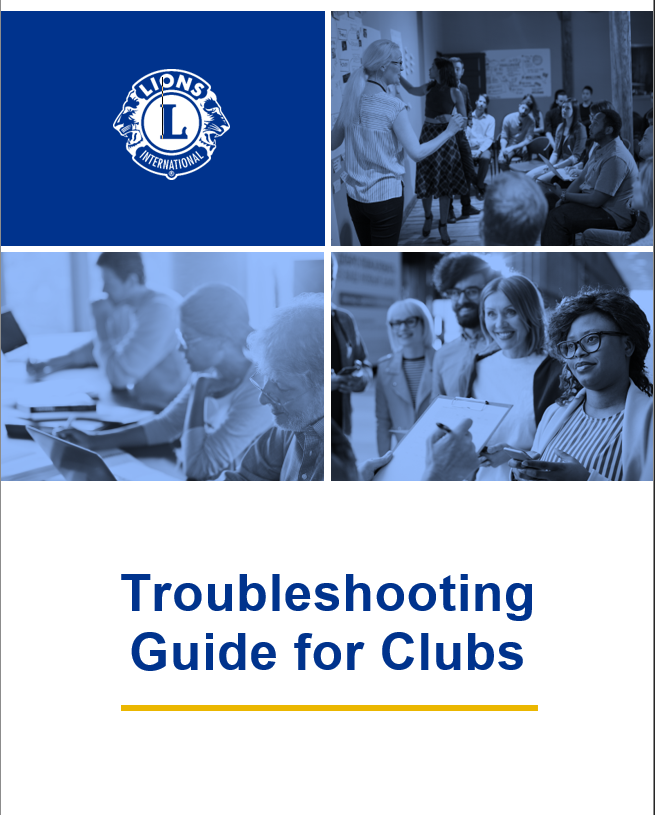 LIONS
L
INTERNATIONAL
®
Troubleshooting
Guide for Clubs